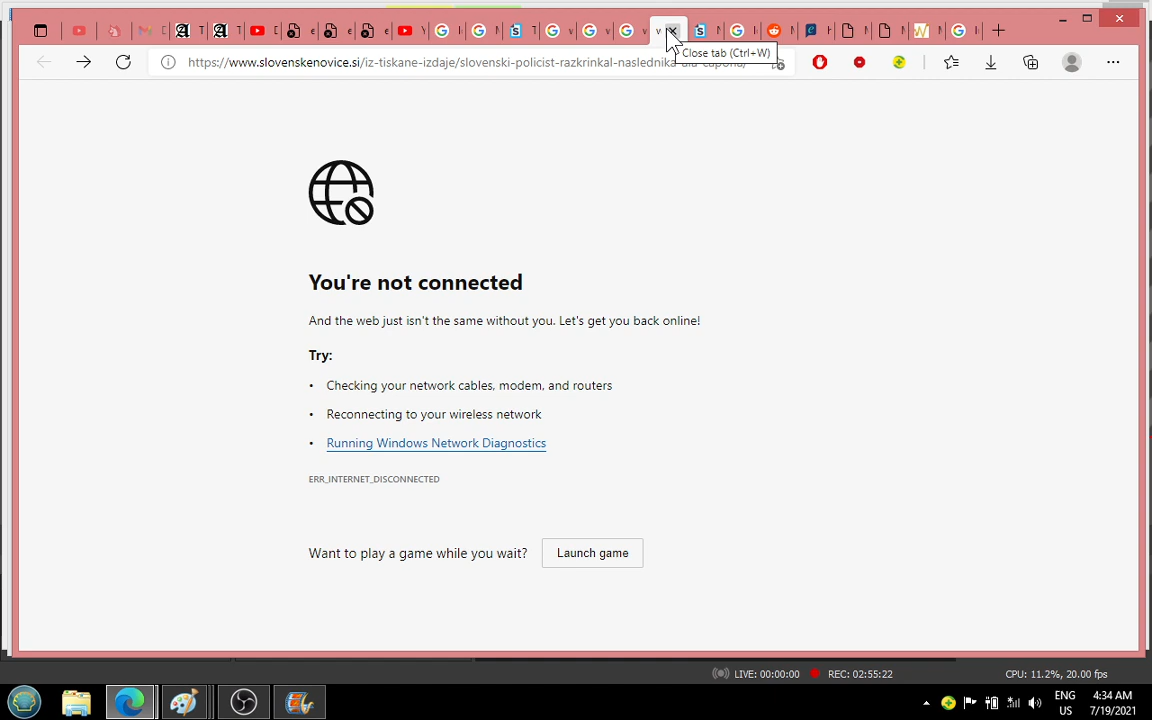 Close tab (Ctrl+W)
https://www.slovenskenovice.si/iz-tiskane-izdaje/slovenski-policist-razkrinkal-naslednika-
You're not connected
And the web just isn't the same without you. Let's get you back online!
Try:
• Checking your network cables, modem, and routers
• Reconnecting to your wireless network
• Running Windows Network Diagnostics
ERR_INTERNET_DISCONNECTED
Want to play a game while you wait?
Launch game
LIVE: 00:00:00
REC: 02:55:22
CPU: 11.2%, 20.00 fps
ENG
US
4:34 AM
7/19/2021